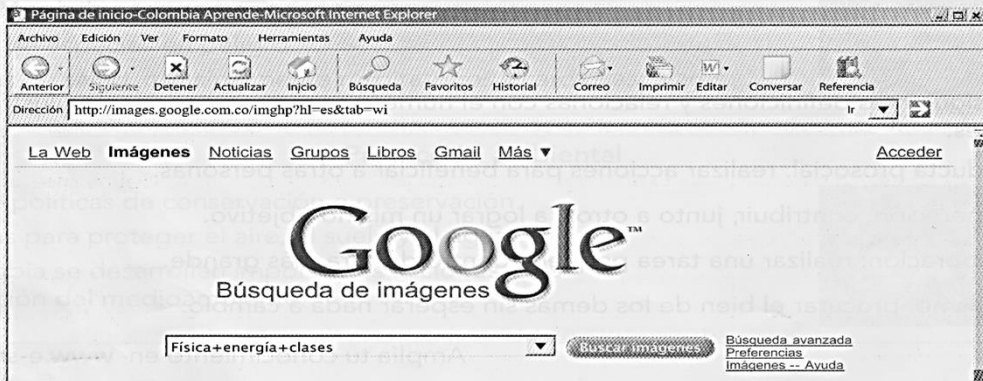 Página de inicio-Colombia Aprende-Microsoft Internet Explorer
Archivo Edición Ver Formato Herramientas Ayuda
Anterior Siguiente Detener Actualizar Injcio Búsqueda Favoritos Historial Correo Imprimir Editar Conversar Referencia
Dirección http://images.google.com.co/imghp?hl=es&tab=wi Ir
La Web Imágenes Noticias Grupos Libros Gmail Más ▼ Acceder
Google™
Búsqueda de imágenes
Física+energía+clases Buscar imágenes Búsqueda avanzada
Preferencias
Imágenes -- Ayuda